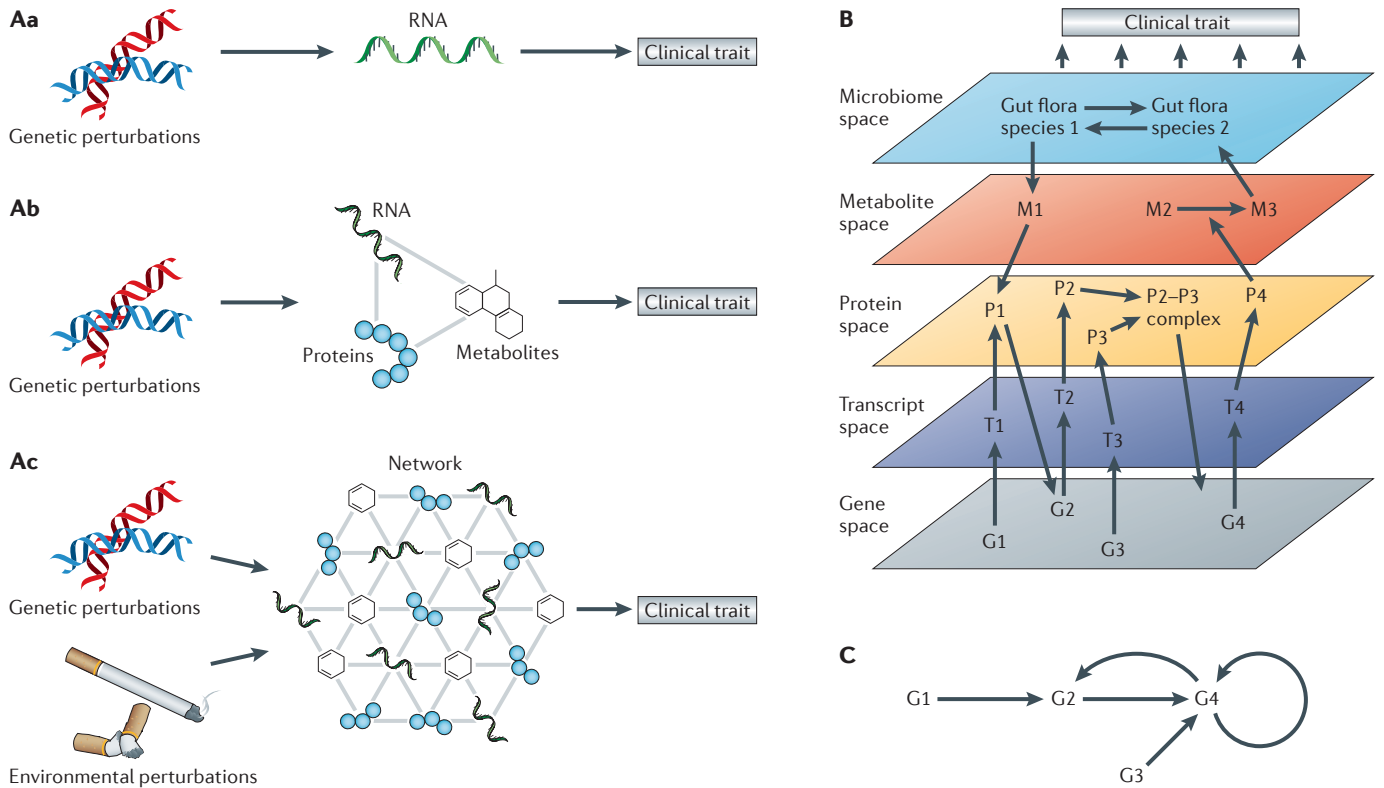 Aa
RNA
Clinical trait
Genetic perturbations
Ab
RNA
Proteins
Metabolites
Clinical trait
Genetic perturbations
Ac
Network
Genetic perturbations
Clinical trait
Environmental perturbations
B
Clinical trait
Microbiome
space
Gut flora
species 1
Gut flora
species 2
Metabolite
space
M1
M2
M3
Protein
space
P1
P2
P3
P2–P3
complex
P4
Transcript
space
T1
T2
T3
T4
Gene
space
G1
G2
G3
G4
C
G1
G2
G4
G3